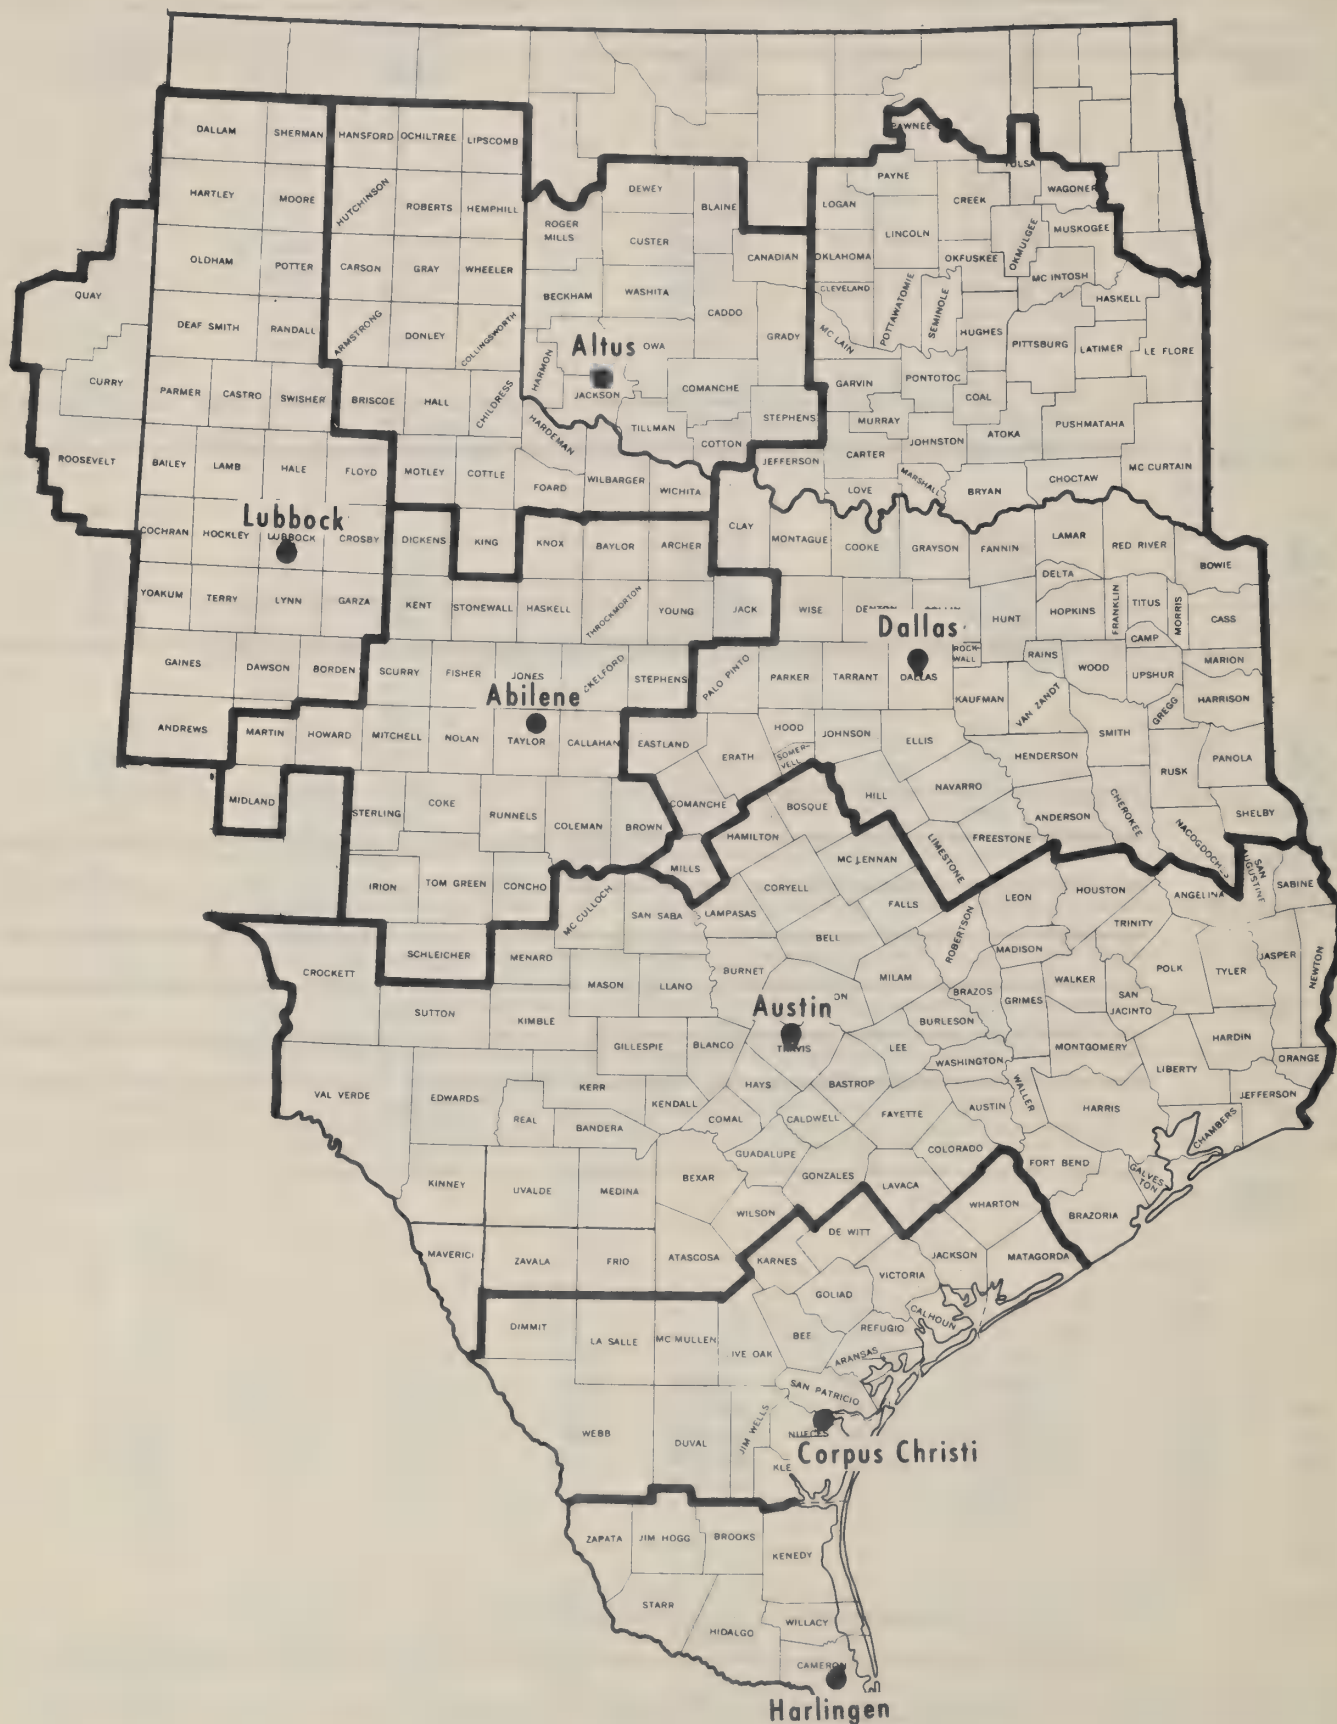 PAWNEE
DALLAM
SHERMAN
HANSFORD
OCHILTREE
LIPSCOMB
TULSA
HARTLEY
MOORE
HUTCHINSON
ROBERTS
HEMPHILL
ROGER
MILLS
DEWEY
BLAINE
LOGAN
PAYNE
CREEK
WAGONER
CUSTER
LINCOLN
OKMULGEE
MUSKOGEE
OLDHAM
POTTER
CARSON
GRAY
WHEELER
CANADIAN
OKLAHOMA
OKFUSKEE
MC INTOSH
QUAY
BECKHAM
WASHITA
CLEVELAND
POTTAWATOMIE
SEMINOLE
HASKELL
DEAF SMITH
RANDALL
ARMSTRONG
DONLEY
COLLINGSWORTH
CADDO
GRADY
MC LAIN
HUGHES
PITTSBURG
LATIMER
LE FLORE
HARMON
Altus
OWA
CURRY
PARMER
CASTRO
SWISHER
BRISCOE
HALL
CHILDRESS
JACKSON
COMANCHE
STEPHENS
GARVIN
PONTOTOC
COAL
TILLMAN
COTTON
MURRAY
JOHNSTON
ATOKA
PUSHMATAHA
ROOSEVELT
BAILEY
LAMB
HALE
FLOYD
MOTLEY
COTTLE
HARDEMAN
FOARD
WILBARGER
WICHITA
JEFFERSON
CARTER
LOVE
MARSHALL
BRYAN
CHOCTAW
MC CURTAIN
Lubbock
COCHRAN
HOCKLEY
LUBBOCK
CROSBY
DICKENS
KING
KNOX
BAYLOR
ARCHER
CLAY
MONTAGUE
COOKE
GRAYSON
FANNIN
LAMAR
RED RIVER
BOWIE
DELTA
YOAKUM
TERRY
LYNN
GARZA
KENT
STONEWALL
HASKELL
THROCKMORTON
YOUNG
JACK
WISE
HUNT
HOPKINS
FRANKLIN
TITUS
MORRIS
CASS
CAMP
Dallas
ROCK-
WALL
RAINS
WOOD
UPSHUR
MARION
GAINES
DAWSON
BORDEN
SCURRY
FISHER
JONES
CKELFORD
STEPHENS
PALO PINTO
PARKER
TARRANT
DALLAS
KAUFMAN
VAN ZANDT
GREGG
HARRISON
Abilene
ANDREWS
MARTIN
HOWARD
MITCHELL
NOLAN
TAYLOR
CALLAHAN
EASTLAND
ERATH
HOOD
SOMER-
VELL
JOHNSON
ELLIS
SMITH
HENDERSON
RUSK
PANOLA
MIDLAND
STERLING
COKE
RUNNELS
COLEMAN
BROWN
COMANCHE
BOSQUE
HILL
NAVARRO
ANDERSON
CHEROKEE
SHELBY
HAMILTON
LIMESTONE
FREESTONE
IRION
TOM GREEN
CONCHO
MC CULLOCH
MILLS
CORYELL
MC LENNAN
FALLS
LEON
HOUSTON
ANGELINA
SAN
AUGUSTINE
SABINE
SAN SABA
LAMPASAS
BELL
ROBERTSON
TRINITY
CROCKETT
SCHLEICHER
MENARD
MASON
LLANO
BURNET
ON
MILAM
MADISON
BRAZOS
GRIMES
WALKER
SAN
JACINTO
POLK
TYLER
JASPER
NEWTON
Austin
SUTTON
KIMBLE
GILLESPIE
BLANCO
TRAVIS
BURLESON
LEE
WASHINGTON
MONTGOMERY
LIBERTY
HARDIN
ORANGE
VAL VERDE
EDWARDS
REAL
KERR
BANDERA
KENDALL
HAYS
COMAL
CALDWELL
BASTROP
FAYETTE
AUSTIN
WALLER
HARRIS
CHAMBERS
JEFFERSON
GUADALUPE
COLORADO
FORT BEND
GALVES-
TON
KINNEY
UVALDE
MEDINA
BEXAR
GONZALES
LAVACA
WHARTON
BRAZORIA
WILSON
DE WITT
JACKSON
MATAGORDA
ZAVALA
FRIO
ATASCOSA
KARNES
VICTORIA
GOLIAD
CALHOUN
DIMMIT
LA SALLE
MC MULLEN
IVE OAK
BEE
REFUGIO
ARANSAS
SAN PATRICIO
WEBB
DUVAL
JIM WELLS
NUECES
Corpus Christi
KLE
ZAPATA
JIM HOGG
BROOKS
KENEDY
STARR
HIDALGO
WILLACY
CAMERON
Harlingen